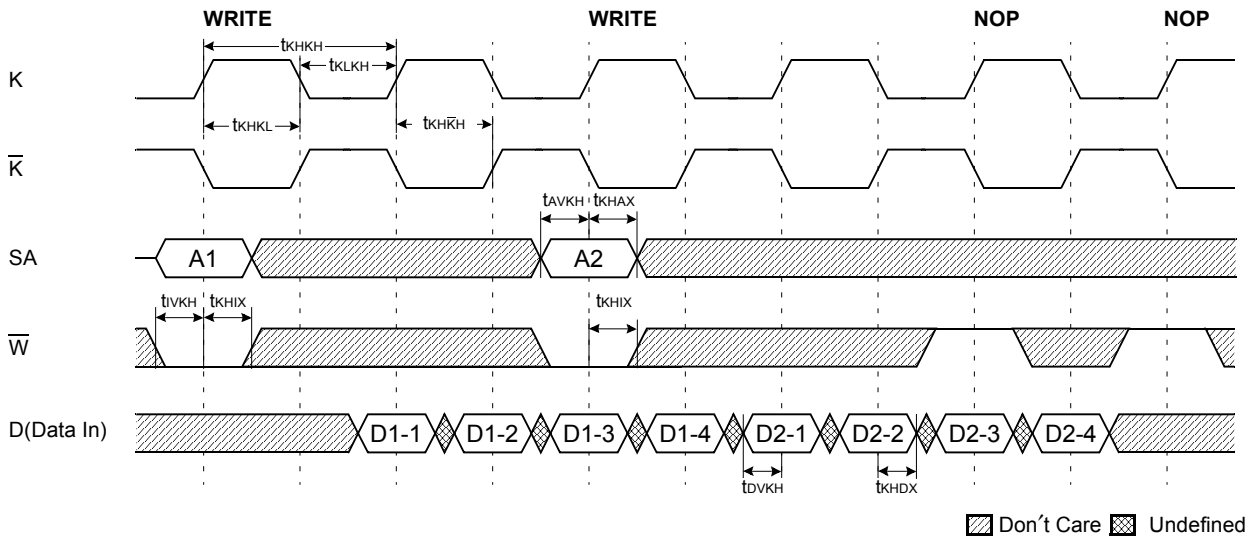 WRITE WRITE NOP NOP
tKHKH
tKLKH
K
tKHKL tKHK̅H
K̅
tAVKH tKHAX
SA A1 A2
tIVKH tKHIX tKHIX
W̅
D(Data In) D1-1 D1-2 D1-3 D1-4 D2-1 D2-2 D2-3 D2-4
tDVKH tKHDX
Don′t Care Undefined